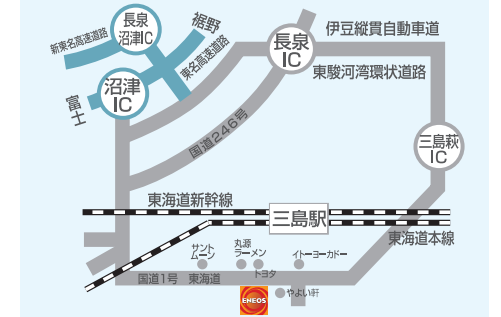 長泉
沼津IC
新東名高速道路
裾野
東名高速道路
長泉
IC
伊豆縦貫自動車道
東駿河湾環状道路
沼津
IC
富士
国道246号
三島萩
IC
東海道新幹線
三島駅
東海道本線
サント
ムーン
丸源
ラーメン
トヨタ
イトーヨーカドー
国道1号 東海道
ENEOS
やよい軒